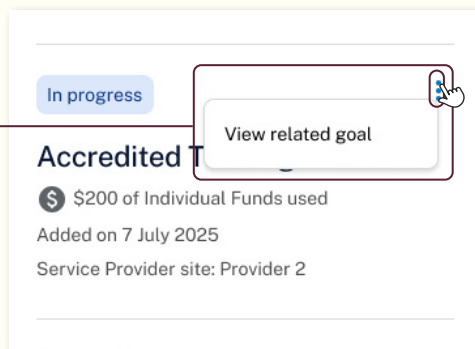 In progress
View related goal
Accredited
$ $200 of Individual Funds used
Added on 7 July 2025
Service Provider site: Provider 2